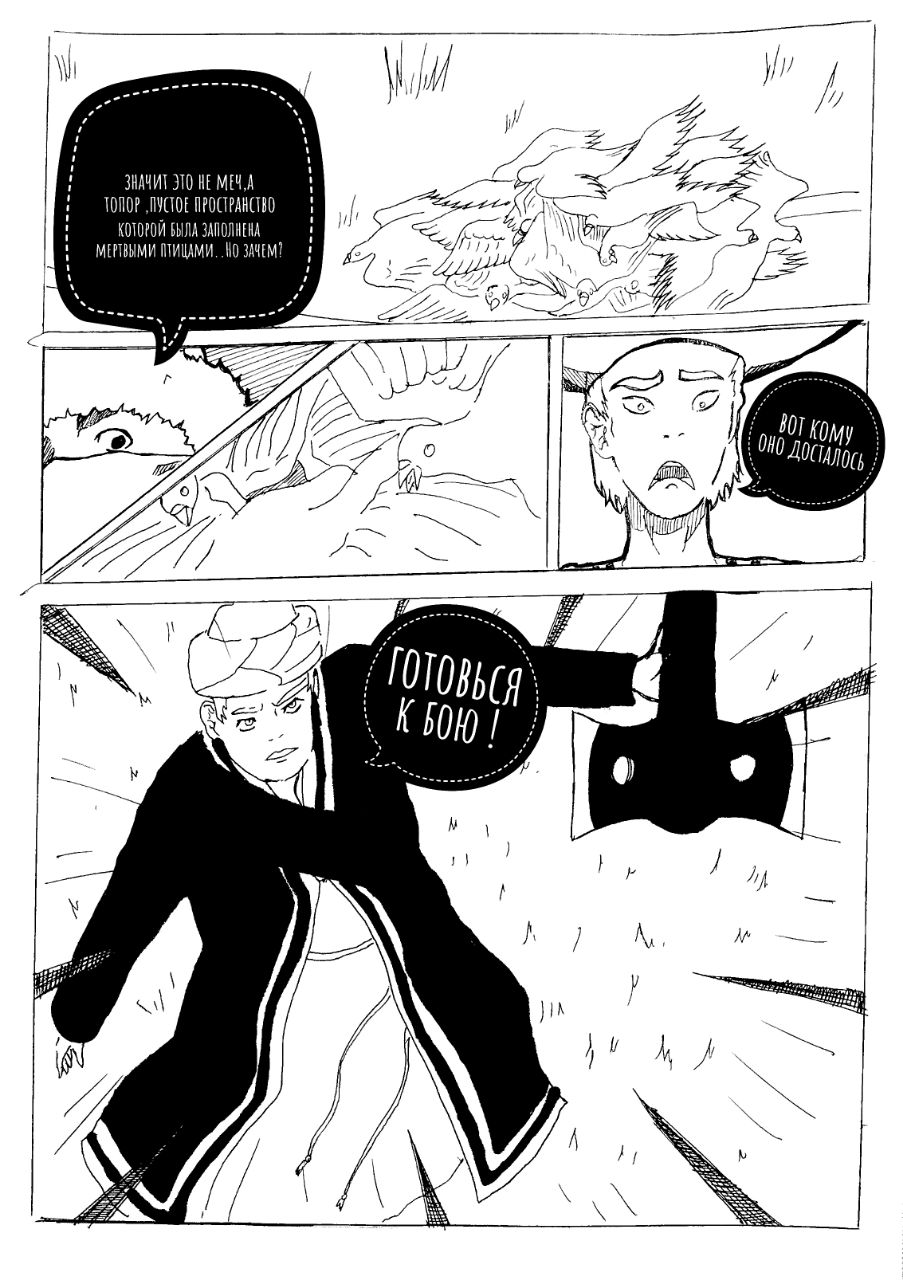 ЗНАЧИТ ЭТО НЕ МЕЧ,А
ТОПОР ,ПУСТОЕ ПРОСТРАНСТВО
КОТОРОЙ БЫЛА ЗАПОЛНЕНА
МЕРТВЫМИ ПТИЦАМИ...НО ЗАЧЕМ?
ВОТ КОМУ
ОНО ДОСТАЛОСЬ
ГОТОВЬСЯ
К БОЮ !